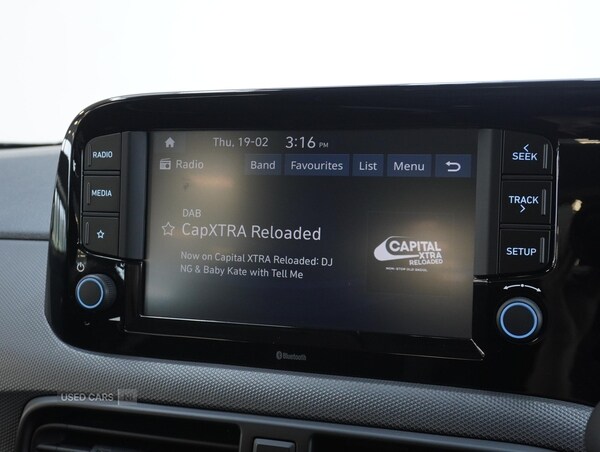 RADIO
MEDIA
Thu, 19-02 3:16 PM
Radio Band Favourites List Menu
DAB
CapXTRA Reloaded
Now on Capital XTRA Reloaded: DJ
NG & Baby Kate with Tell Me
CAPITAL
XTRA
RELOADED
SEEK
TRACK
SETUP
Bluetooth
USED CARS